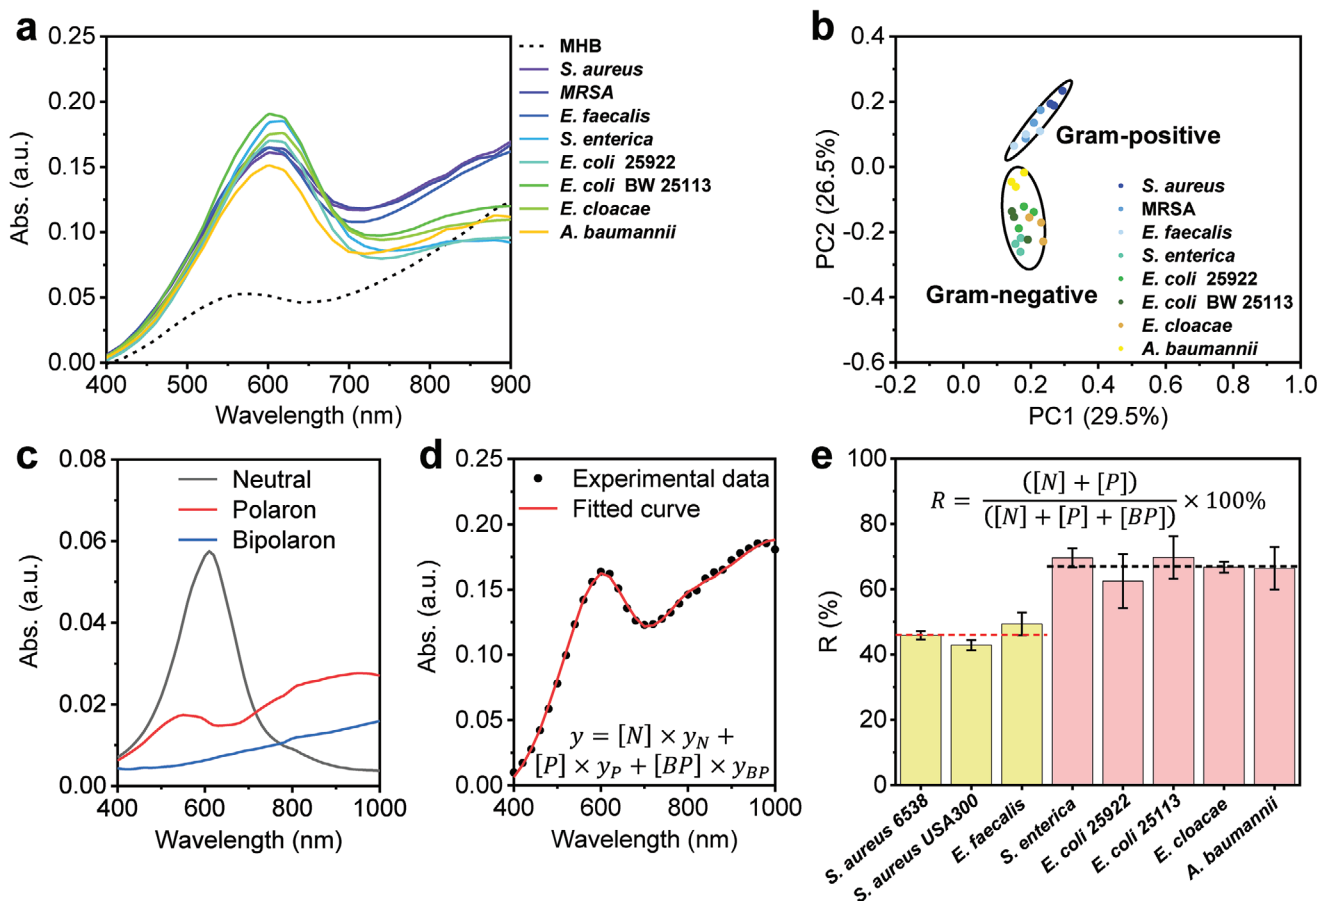 a
0.25
0.20
0.15
0.10
0.05
0.00
Abs. (a.u.)
400 500 600 700 800 900
Wavelength (nm)
MHB
S. aureus
MRSA
E. faecalis
S. enterica
E. coli 25922
E. coli BW 25113
E. cloacae
A. baumannii
b
0.4
0.2
0.0
-0.2
-0.4
-0.6
PC2 (26.5%)
-0.2 0.0 0.2 0.4 0.6 0.8 1.0
PC1 (29.5%)
Gram-positive
Gram-negative
S. aureus
MRSA
E. faecalis
S. enterica
E. coli 25922
E. coli BW 25113
E. cloacae
A. baumannii
c
0.08
0.06
0.04
0.02
0.00
Abs. (a.u.)
400 600 800 1000
Wavelength (nm)
Neutral
Polaron
Bipolaron
d
0.25
0.20
0.15
0.10
0.05
0.00
Abs. (a.u.)
400 600 800 1000
Wavelength (nm)
Experimental data
Fitted curve
y = [N] × y_N +
[P] × y_P + [BP] × y_BP
e
100
80
60
40
20
0
R (%)
R = ([N] + [P]) / ([N] + [P] + [BP]) × 100%
S. aureus 6538
S. aureus USA300
E. faecalis
S. enterica
E. coli 25922
E. coli 25113
E. cloacae
A. baumannii